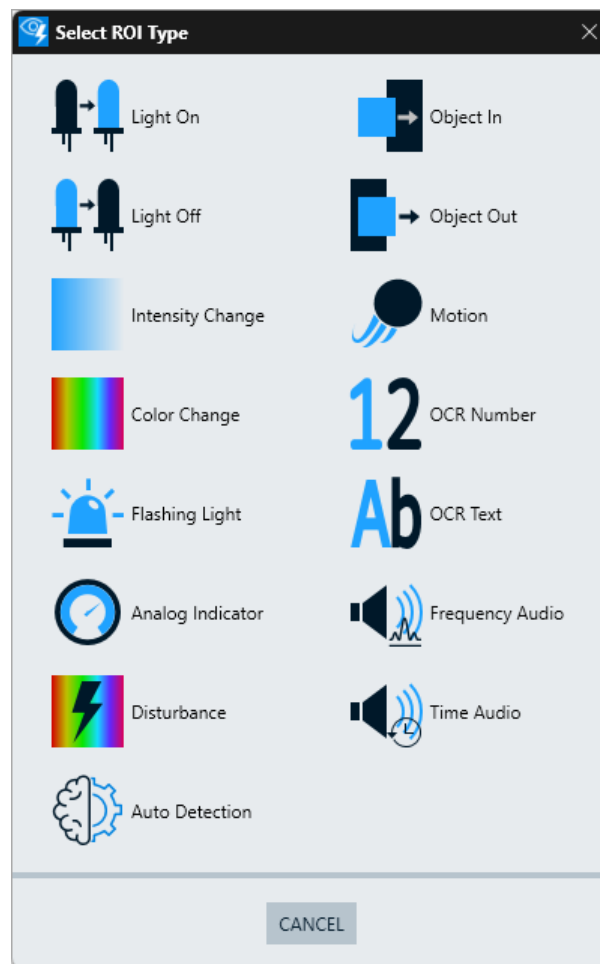 Select ROI Type
Light On
Object In
Light Off
Object Out
Intensity Change
Motion
Color Change
12
OCR Number
Flashing Light
Ab
OCR Text
Analog Indicator
Frequency Audio
Disturbance
Time Audio
Auto Detection
CANCEL